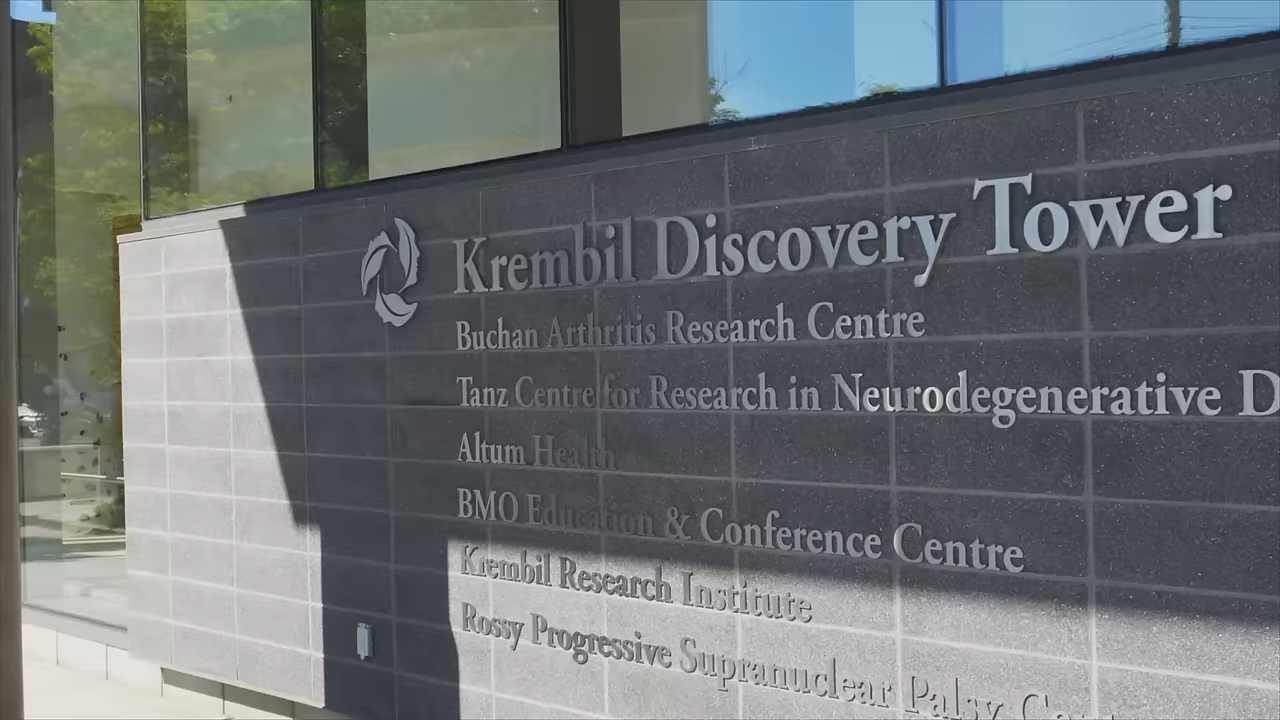 Krembil Discovery Tower
Buchan Arthritis Research Centre
Tanz Centre for Research in Neurodegenerative D
Altum Health
BMO Education & Conference Centre
Krembil Research Institute
Rossy Progressive Supranuclear Palsy